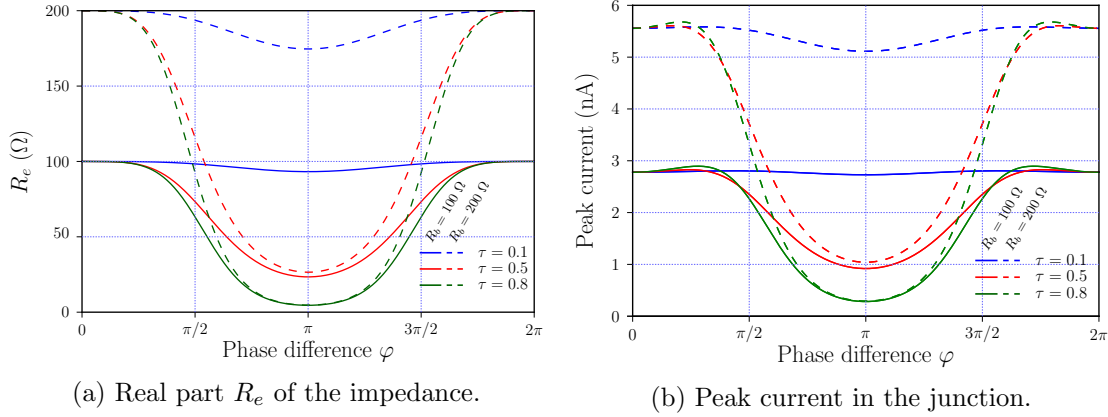 200
150
100
50
0
R_e (Ω)
R_b = 100 Ω
R_b = 200 Ω
τ = 0.1
τ = 0.5
τ = 0.8
0 π/2 π 3π/2 2π
Phase difference φ
(a) Real part R_e of the impedance.
6
5
4
3
2
1
0
Peak current (nA)
R_b = 100 Ω
R_b = 200 Ω
τ = 0.1
τ = 0.5
τ = 0.8
0 π/2 π 3π/2 2π
Phase difference φ
(b) Peak current in the junction.